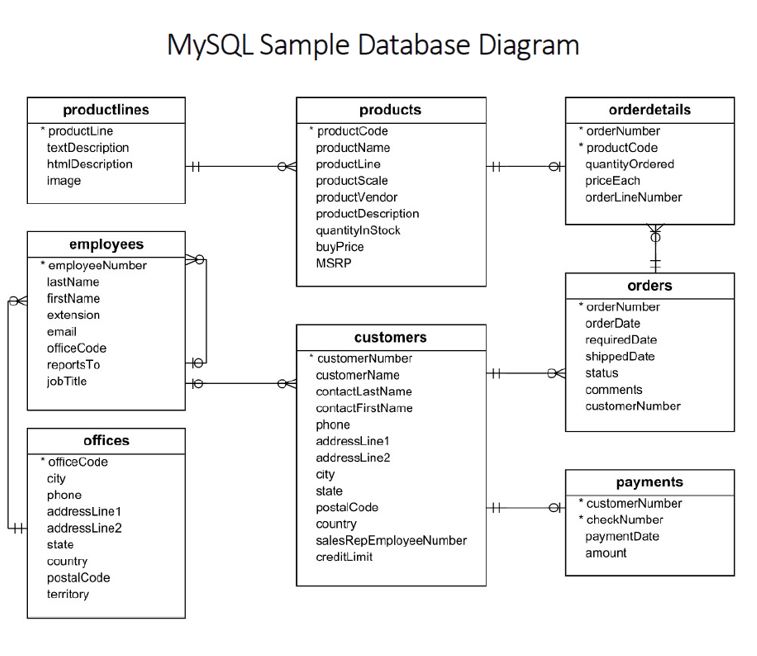 MySQL Sample Database Diagram
productlines
* productLine
textDescription
htmlDescription
image
products
* productCode
productName
productLine
productScale
productVendor
productDescription
quantityInStock
buyPrice
MSRP
orderdetails
* orderNumber
* productCode
quantityOrdered
priceEach
orderLineNumber
employees
* employeeNumber
lastName
firstName
extension
email
officeCode
reportsTo
jobTitle
customers
* customerNumber
customerName
contactLastName
contactFirstName
phone
addressLine1
addressLine2
city
state
postalCode
country
salesRepEmployeeNumber
creditLimit
orders
* orderNumber
orderDate
requiredDate
shippedDate
status
comments
customerNumber
offices
* officeCode
city
phone
addressLine1
addressLine2
state
country
postalCode
territory
payments
* customerNumber
* checkNumber
paymentDate
amount